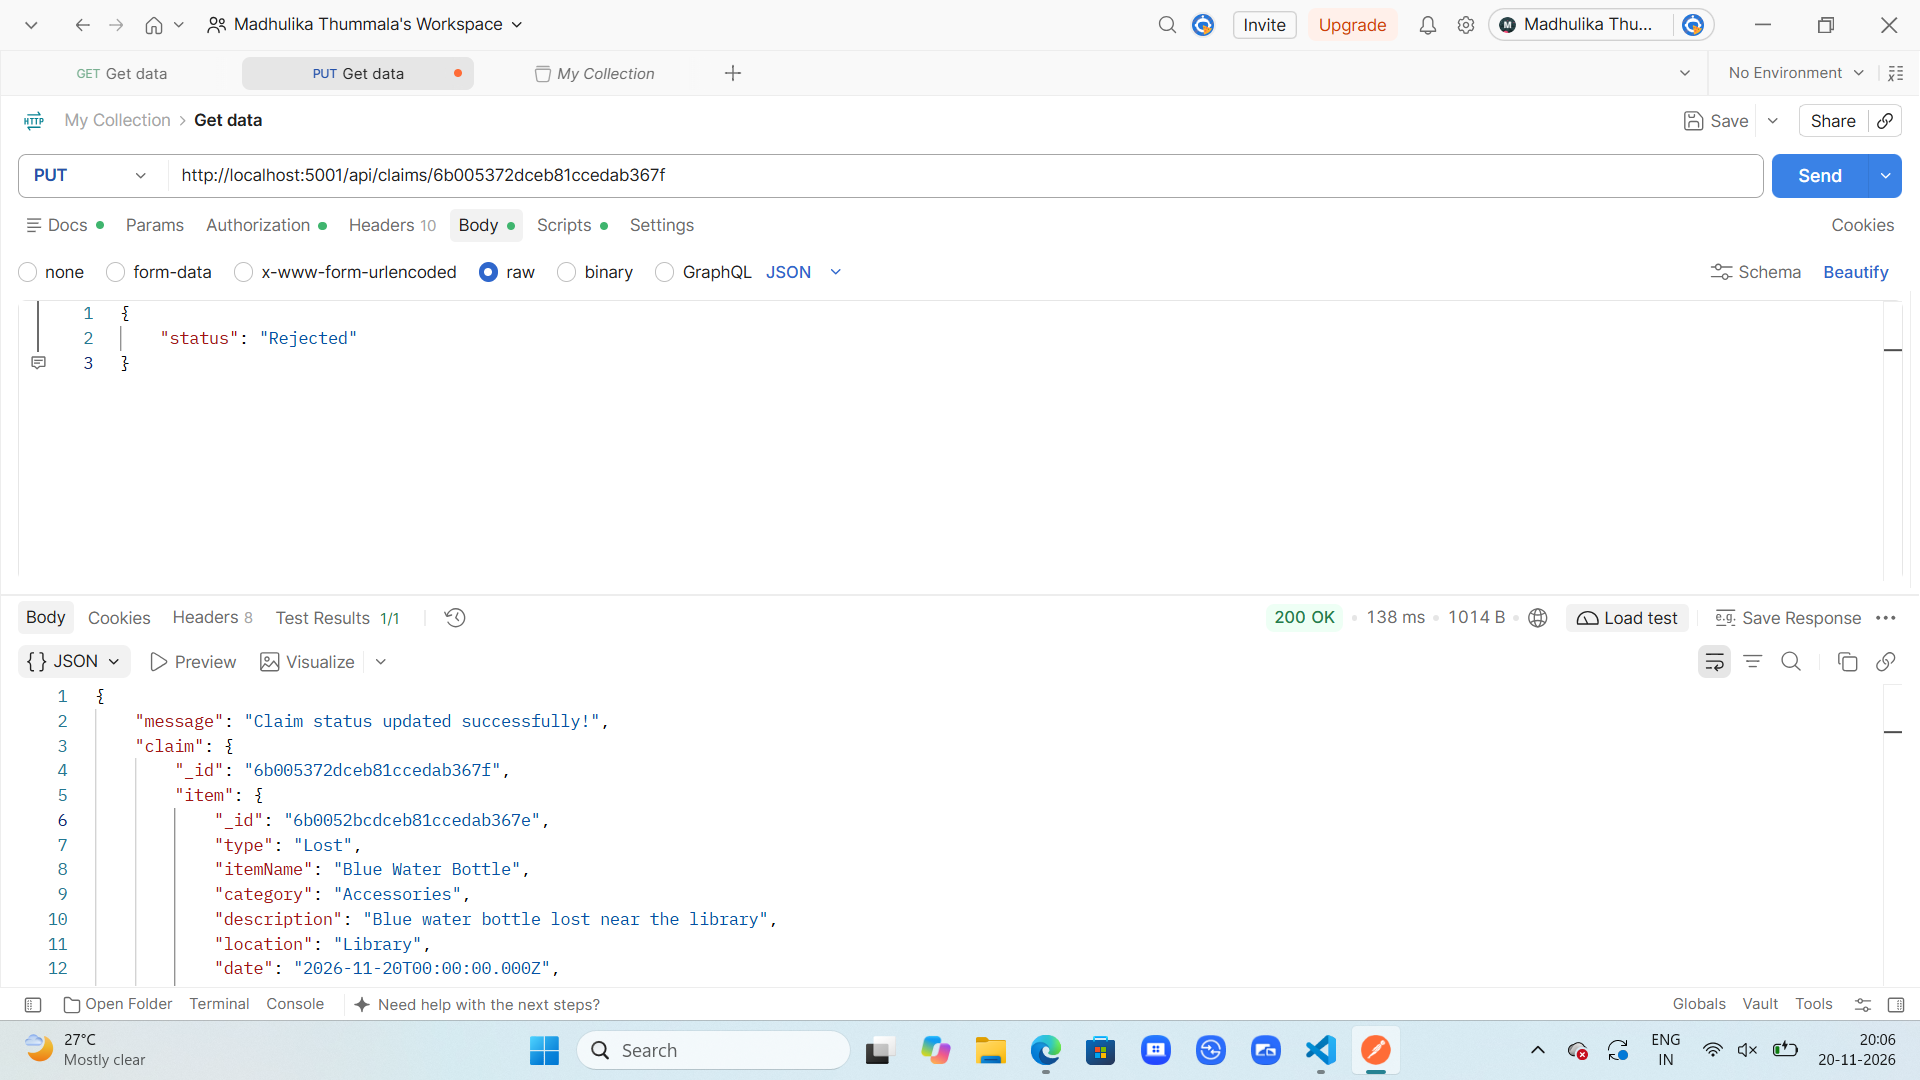 Madhulika Thummala's Workspace
Invite
Upgrade
M
Madhulika Thu...
GET Get data
PUT Get data
My Collection
No Environment
HTTP
My Collection > Get data
Save
Share
PUT
http://localhost:5001/api/claims/6b005372dceb81ccedab367f
Send
Docs
Params
Authorization
Headers 10
Body
Scripts
Settings
Cookies
none
form-data
x-www-form-urlencoded
raw
binary
GraphQL
JSON
Schema
Beautify
1 {
2 "status": "Rejected"
3 }
Body
Cookies
Headers 8
Test Results 1/1
200 OK
138 ms
1014 B
Load test
e.g. Save Response
{} JSON
Preview
Visualize
1 {
2 "message": "Claim status updated successfully!",
3 "claim": {
4 "_id": "6b005372dceb81ccedab367f",
5 "item": {
6 "_id": "6b0052bcdceb81ccedab367e",
7 "type": "Lost",
8 "itemName": "Blue Water Bottle",
9 "category": "Accessories",
10 "description": "Blue water bottle lost near the library",
11 "location": "Library",
12 "date": "2026-11-20T00:00:00.000Z",
Open Folder
Terminal
Console
Need help with the next steps?
Globals
Vault
Tools
27°C
Mostly clear
Search
ENG
IN
20:06
20-11-2026